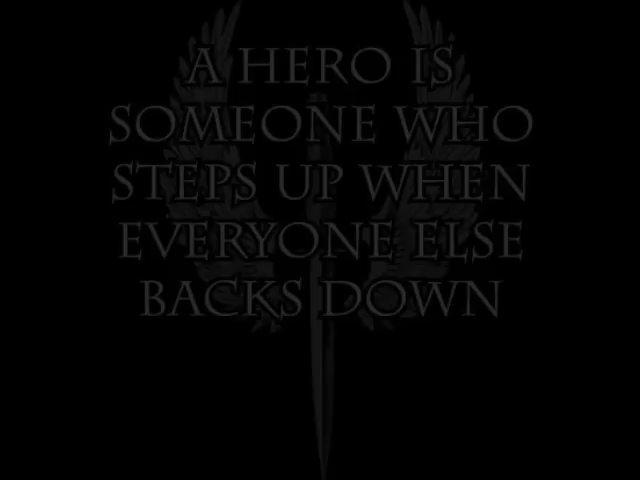 A HERO IS
SOMEONE WHO
STEPS UP WHEN
EVERYONE ELSE
BACKS DOWN